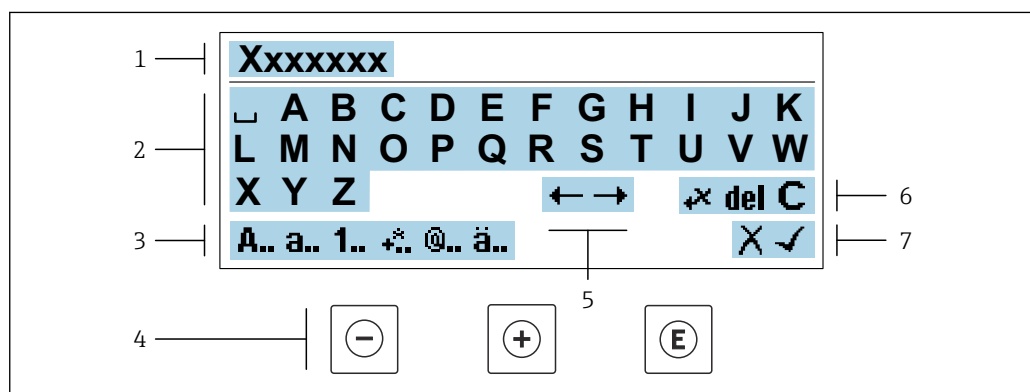 1 Xxxxxxx
␣ A B C D E F G H I J K
2 L M N O P Q R S T U V W
X Y Z ← → del C 6
3 A.. a.. 1.. @.. ä.. X ✓ 7
5
4 − + E